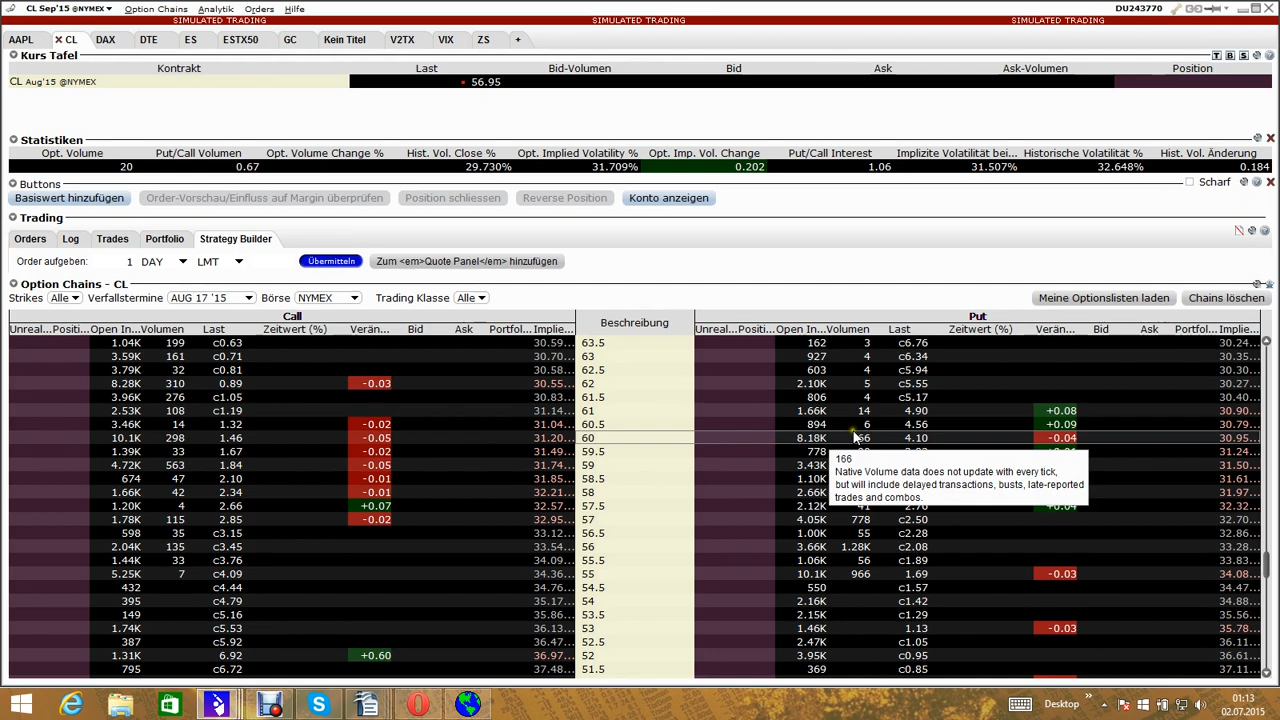 CL Sep'15 @NYMEX Option Chains Analytik Orders Hilfe DU243770
SIMULATED TRADING SIMULATED TRADING SIMULATED TRADING
AAPL CL DAX DTE ES ESTX50 GC Kein Titel V2TX VIX ZS +
Kurs Tafel T B S
Kontrakt Last Bid-Volumen Bid Ask Ask-Volumen Position
CL Aug'15 @NYMEX 56.95
Statistiken
Opt. Volume Put/Call Volumen Opt. Volume Change % Hist. Vol. Close % Opt. Implied Volatility % Opt. Imp. Vol. Change Put/Call Interest Implizite Volatilität bei... Historische Volatilität % Hist. Vol. Änderung
20 0.67 29.730% 31.709% 0.202 1.06 31.507% 32.648% 0.184
Buttons Scharf
Basiswert hinzufügen Order-Vorschau/Einfluss auf Margin überprüfen Position schliessen Reverse Position Konto anzeigen
Trading
Orders Log Trades Portfolio Strategy Builder
Order aufgeben: 1 DAY LMT Übermitteln Zum <em>Quote Panel</em> hinzufügen
Option Chains - CL
Strikes Alle Verfallstermine AUG 17 '15 Börse NYMEX Trading Klasse Alle Meine Optionslisten laden Chains löschen
Call Beschreibung Put
Unreal... Positi... Open In... Volumen Last Zeitwert (%) Verän... Bid Ask Portfol... Implie... Unreal... Positi... Open In... Volumen Last Zeitwert (%) Verän... Bid Ask Portfol... Implie...
1.04K 199 c0.63 30.59... 63.5 162 3 c6.76 30.24...
3.59K 161 c0.71 30.70... 63 927 4 c6.34 30.35...
3.79K 32 c0.81 30.58... 62.5 603 4 c5.94 30.30...
8.28K 310 0.89 -0.03 30.55... 62 2.10K 5 c5.55 30.27...
3.96K 276 c1.05 30.83... 61.5 806 4 c5.17 30.40...
2.53K 108 c1.19 31.14... 61 1.66K 14 4.90 +0.08 30.90...
3.46K 14 1.32 -0.02 31.04... 60.5 894 6 4.56 +0.09 30.79...
10.1K 298 1.46 -0.05 31.20... 60 8.18K 66 4.10 -0.04 30.95...
1.39K 33 1.67 -0.02 31.49... 59.5 778 31.24...
4.72K 563 1.84 -0.05 31.74... 59 3.43K 31.50...
674 47 2.10 -0.01 31.85... 58.5 1.10K 31.61...
1.66K 42 2.34 -0.01 32.21... 58 2.66K 31.97...
1.20K 4 2.66 +0.07 32.57... 57.5 2.12K 32.32...
1.78K 115 2.85 -0.02 32.95... 57 4.05K 778 c2.50 32.70...
598 35 c3.15 33.12... 56.5 1.00K 55 c2.28 32.86...
2.04K 135 c3.45 33.54... 56 3.66K 1.28K c2.08 33.28...
1.44K 33 c3.76 34.09... 55.5 1.06K 56 c1.89 33.83...
5.25K 7 c4.09 34.36... 55 10.1K 966 1.69 -0.03 34.08...
432 c4.44 34.76... 54.5 550 c1.57 34.47...
395 c4.79 35.17... 54 2.16K c1.42 34.88...
149 c5.16 35.86... 53.5 2.15K c1.29 35.56...
1.74K c5.53 36.13... 53 1.46K 1.13 -0.03 35.78...
387 c5.92 36.47... 52.5 2.47K c1.05 36.11...
1.31K 6.92 +0.60 36.97... 52 3.95K c0.95 36.61...
795 c6.72 37.48... 51.5 369 c0.85 37.11...
166
Native Volume data does not update with every tick,
but will include delayed transactions, busts, late-reported
trades and combos.
Desktop 01:13
02.07.2015